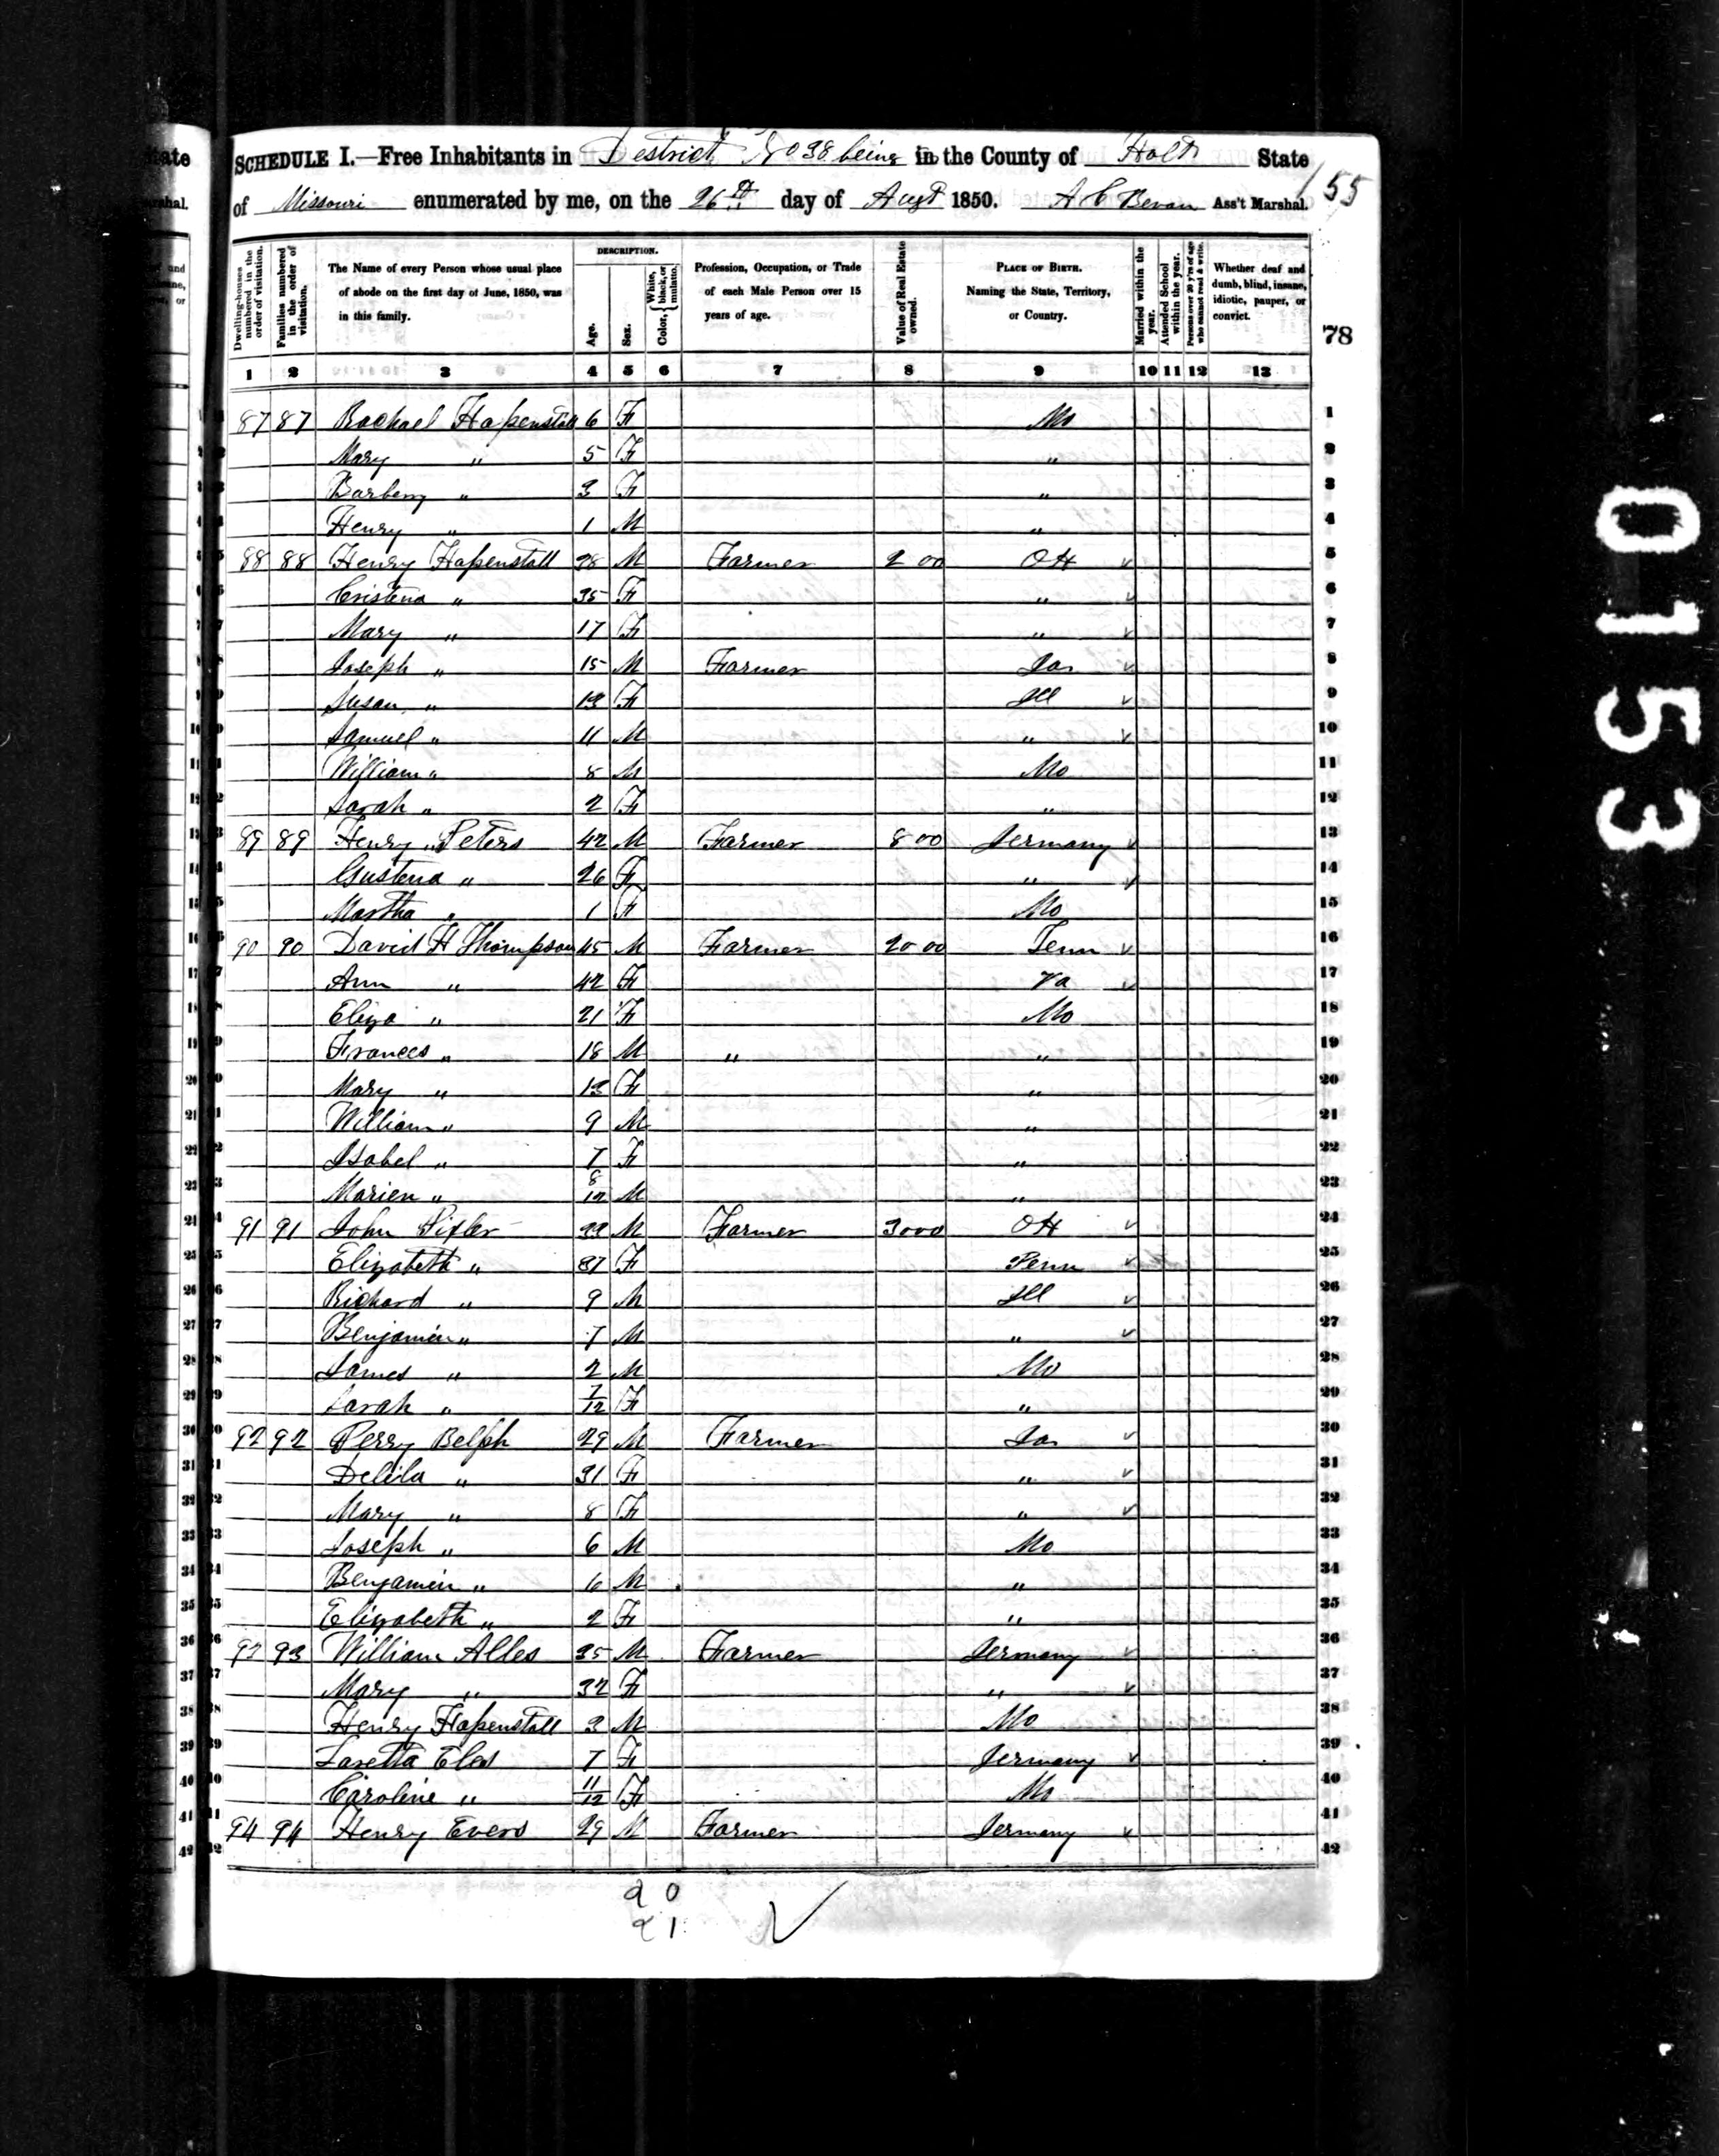 SCHEDULE I.—Free Inhabitants in District No 38 being in the County of Holt State
of Missouri enumerated by me, on the 26th day of Augt 1850. A C Bevan Ass't Marshal.
155
78
Dwelling-houses numbered in the order of visitation.
Families numbered in the order of visitation.
The Name of every Person whose usual place of abode on the first day of June, 1850, was in this family.
DESCRIPTION.
Age.
Sex.
Color, White, black, or mulatto.
Profession, Occupation, or Trade of each Male Person over 15 years of age.
Value of Real Estate owned.
PLACE OF BIRTH. Naming the State, Territory, or Country.
Married within the year.
Attended School within the year.
Persons over 20 y'rs of age who cannot read & write.
Whether deaf and dumb, blind, insane, idiotic, pauper, or convict.
1 2 3 4 5 6 7 8 9 10 11 12 13
87 87 Rachael Hapenstall 6 F Mo 1
Mary " 5 F " 2
Barbery " 3 F " 3
Henry " 1 M " 4
88 88 Henry Hapenstall 38 M Farmer 200 OH 5
Cristena " 35 F " 6
Mary " 17 F " 7
Joseph " 15 M Farmer Ia 8
Susan " 13 F Ill 9
Samuel " 11 M " 10
William " 8 M Mo 11
Sarah " 2 F " 12
89 89 Henry Peters 42 M Farmer 800 Germany 13
Gustena " 26 F " 14
Martha " 1 F Mo 15
90 90 David H Thompson 45 M Farmer 2000 Tenn 16
Ann " 42 F Va 17
Eliza " 21 F Mo 18
Frances " 18 M " " 19
Mary " 13 F " 20
William " 9 M " 21
Isabel " 7 F " 22
Marien " 8/12 M " 23
91 91 John 33 M Farmer 3000 OH 24
Elizabeth " 37 F Penn 25
Richard " 9 M Ill 26
Benjamin " 7 M " 27
James " 2 M Mo 28
Sarah " 7/12 F " 29
92 92 Perry Belph 29 M Farmer Ia 30
Delila " 31 F " 31
Mary " 8 F " 32
Joseph " 6 M Mo 33
Benjamin " 6 M " 34
Elizabeth " 2 F " 35
93 93 William Alles 35 M Farmer Germany 36
Mary " 32 F " 37
Henry Hapenstall 3 M Mo 38
Laretta Eles 7 F Germany 39
Caroline " 11/12 F Mo 40
94 94 Henry Evers 29 M Farmer Germany 41
42
20
21
0153